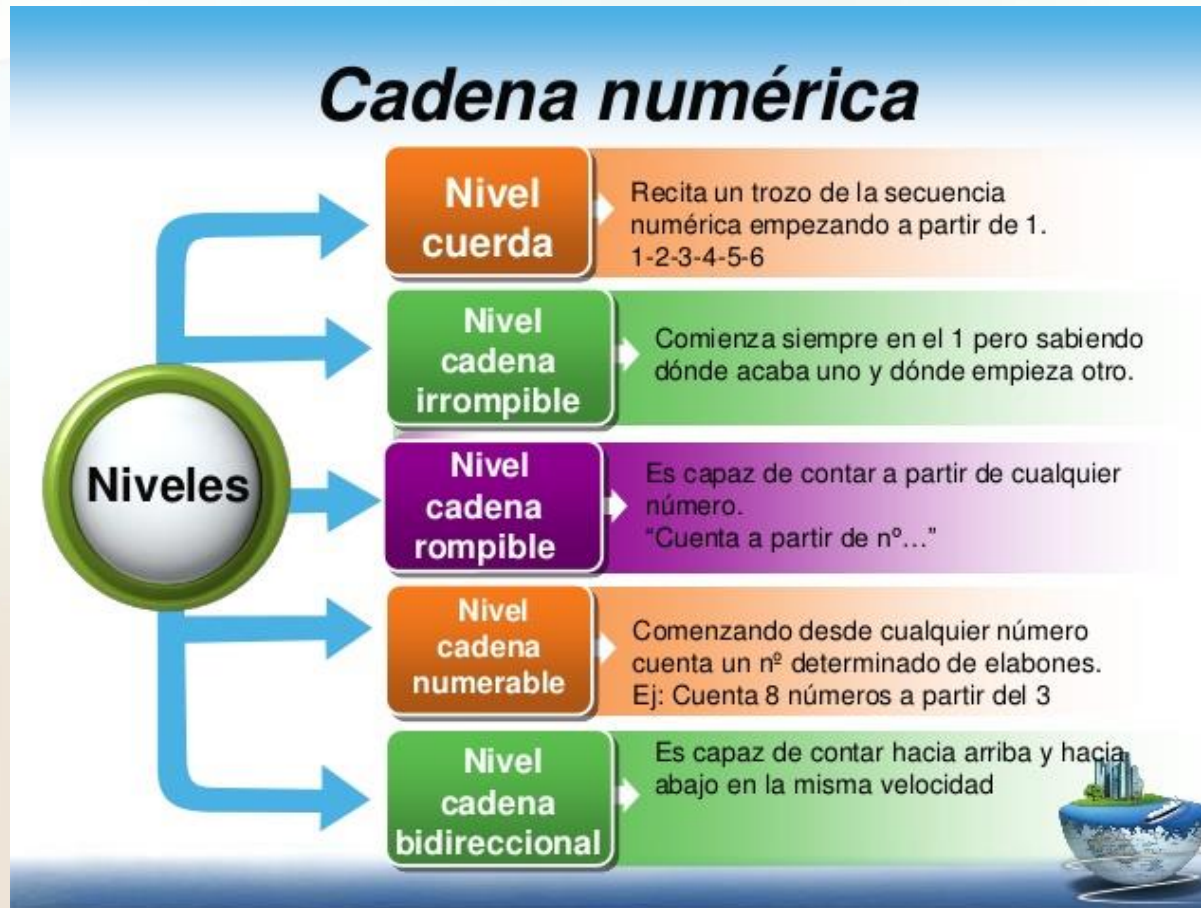 Cadena numérica
Nivel
cuerda
Recita un trozo de la secuencia
numérica empezando a partir de 1.
1-2-3-4-5-6
Nivel
cadena
irrompible
Comienza siempre en el 1 pero sabiendo
dónde acaba uno y dónde empieza otro.
Niveles
Nivel
cadena
rompible
Es capaz de contar a partir de cualquier
número.
“Cuenta a partir de nº…”
Nivel
cadena
numerable
Comenzando desde cualquier número
cuenta un nº determinado de elabones.
Ej: Cuenta 8 números a partir del 3
Nivel
cadena
bidireccional
Es capaz de contar hacia arriba y hacia
abajo en la misma velocidad